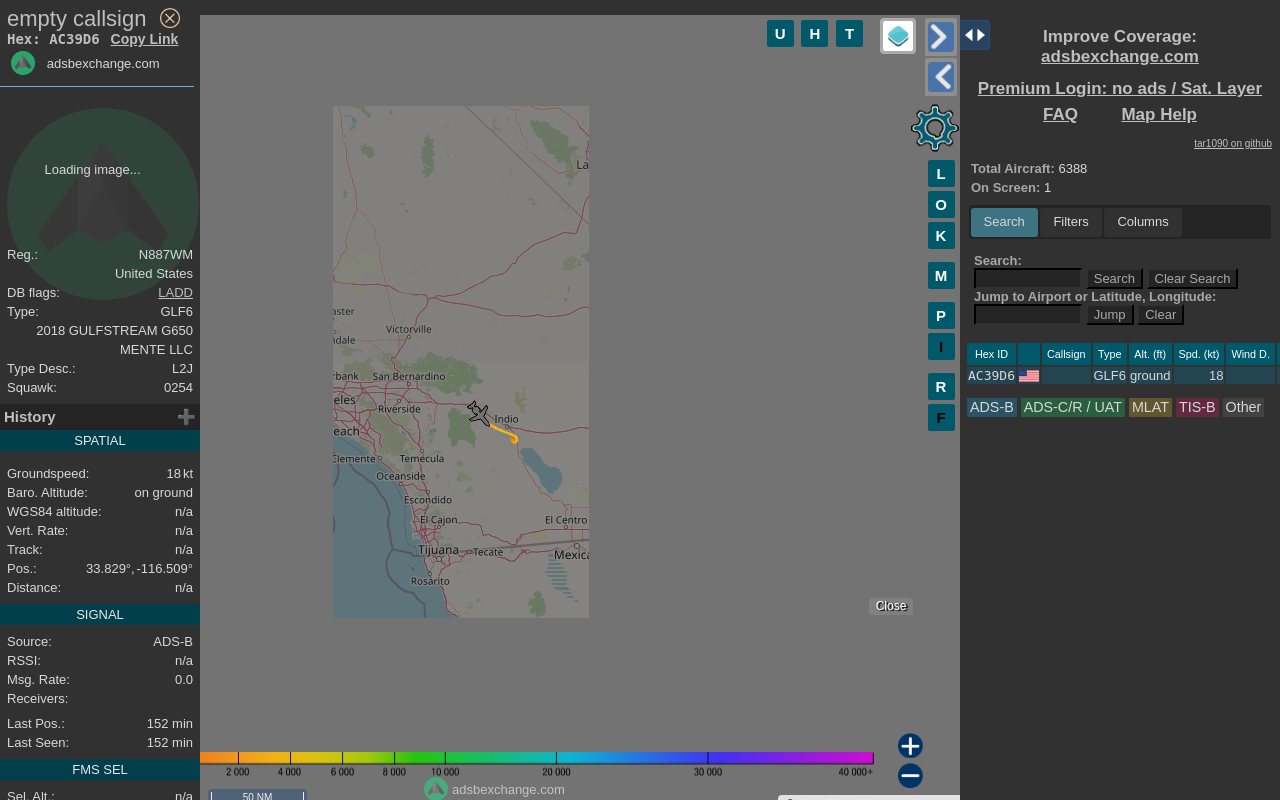 empty callsign
Hex: AC39D6 Copy Link
adsbexchange.com
Loading image...
Reg.: N887WM
United States
DB flags: LADD
Type: GLF6
2018 GULFSTREAM G650
MENTE LLC
Type Desc.: L2J
Squawk: 0254
History
SPATIAL
Groundspeed: 18 kt
Baro. Altitude: on ground
WGS84 altitude: n/a
Vert. Rate: n/a
Track: n/a
Pos.: 33.829°, -116.509°
Distance: n/a
SIGNAL
Source: ADS-B
RSSI: n/a
Msg. Rate: 0.0
Receivers:
Last Pos.: 152 min
Last Seen: 152 min
FMS SEL
Sel. Alt.: n/a
U H T
L
O
K
M
P
I
R
F
La
aster
Victorville
dale
rbank San Bernardino
eles
Riverside
Indio
each
Clemente Temecula
Oceanside
Escondido
El Cajon El Centro
Tijuana Tecate Mexica
Rosarito
Close
2 000 4 000 6 000 8 000 10 000 20 000 30 000 40 000+
adsbexchange.com
50 NM
Improve Coverage:
adsbexchange.com
Premium Login: no ads / Sat. Layer
FAQ Map Help
tar1090 on github
Total Aircraft: 6388
On Screen: 1
Search Filters Columns
Search:
Search Clear Search
Jump to Airport or Latitude, Longitude:
Jump Clear
Hex ID Callsign Type Alt. (ft) Spd. (kt) Wind D.
AC39D6 GLF6 ground 18
ADS-B ADS-C/R / UAT MLAT TIS-B Other